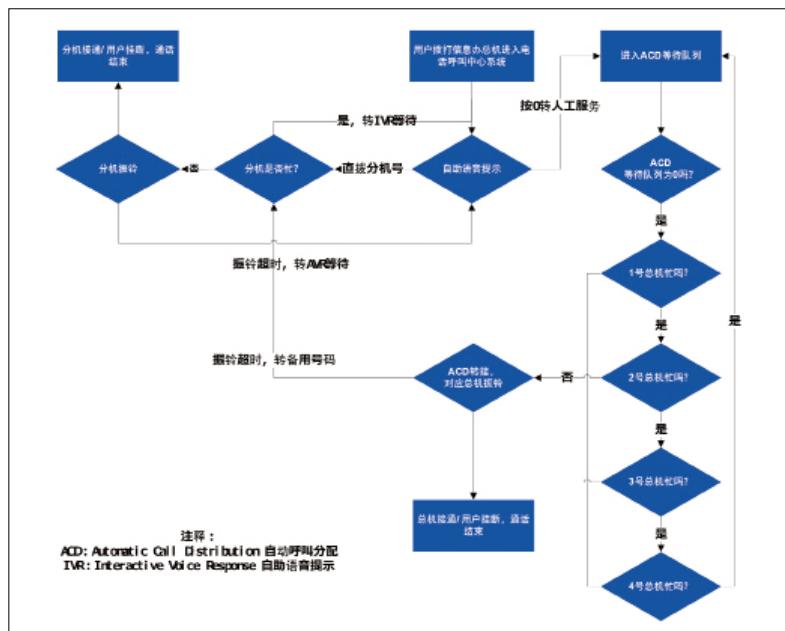 分机接通/用户挂断，通话
结束
用户拨打信息办总机进入电
话呼叫中心系统
进入ACD等待队列
是，转IVR等待
按0转人工服务
分机振铃
否
分机是否忙？
直拨分机号
自助语音提示
ACD
等待队列为0吗？
是
振铃超时，转AVR等待
1号总机忙吗？
是
是
振铃超时，转备用号码
ACD转接，
对应总机振铃
否
2号总机忙吗？
是
3号总机忙吗？
总机接通/用户挂断，通话
结束
是
注释：
ACD: Automatic Call Distribution 自动呼叫分配
IVR: Interactive Voice Response 自助语音提示
4号总机忙吗？